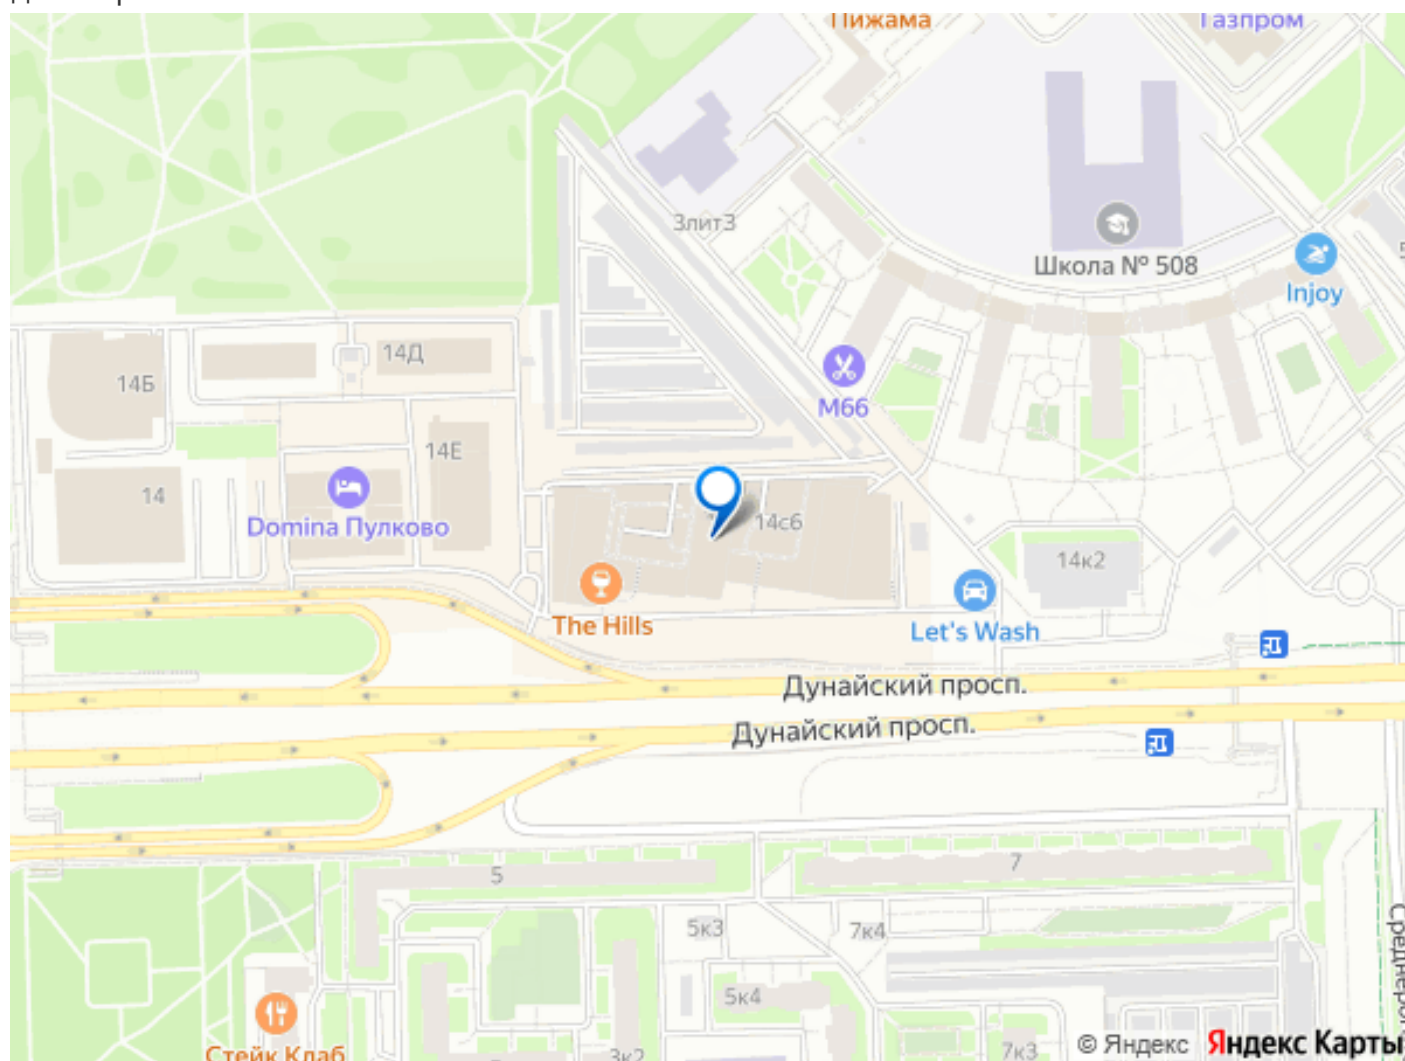 Пижама
Газпром
3лит3
Школа № 508
Injoy
14Д
14Б
М66
14Е
14
Domina Пулково
14с6
14к2
The Hills
Let's Wash
Дунайский просп.
Дунайский просп.
5
7
5к3
7к4
5к4
Стейк Клаб
3к2
7к3
© Яндекс
Яндекс Карты